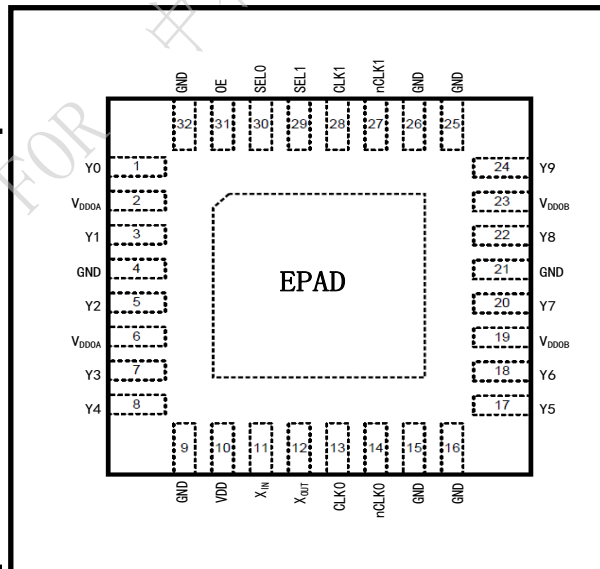 GND OE SEL0 SEL1 CLK1 nCLK1 GND GND
32 31 30 29 28 27 26 25
Y0 1 24 Y9
VDDOA 2 23 VDDOB
Y1 3 22 Y8
GND 4 21 GND
Y2 5 20 Y7
VDDOA 6 19 VDDOB
Y3 7 18 Y6
Y4 8 17 Y5
EPAD
9 10 11 12 13 14 15 16
GND VDD XIN XOUT CLK0 nCLK0 GND GND
FOR